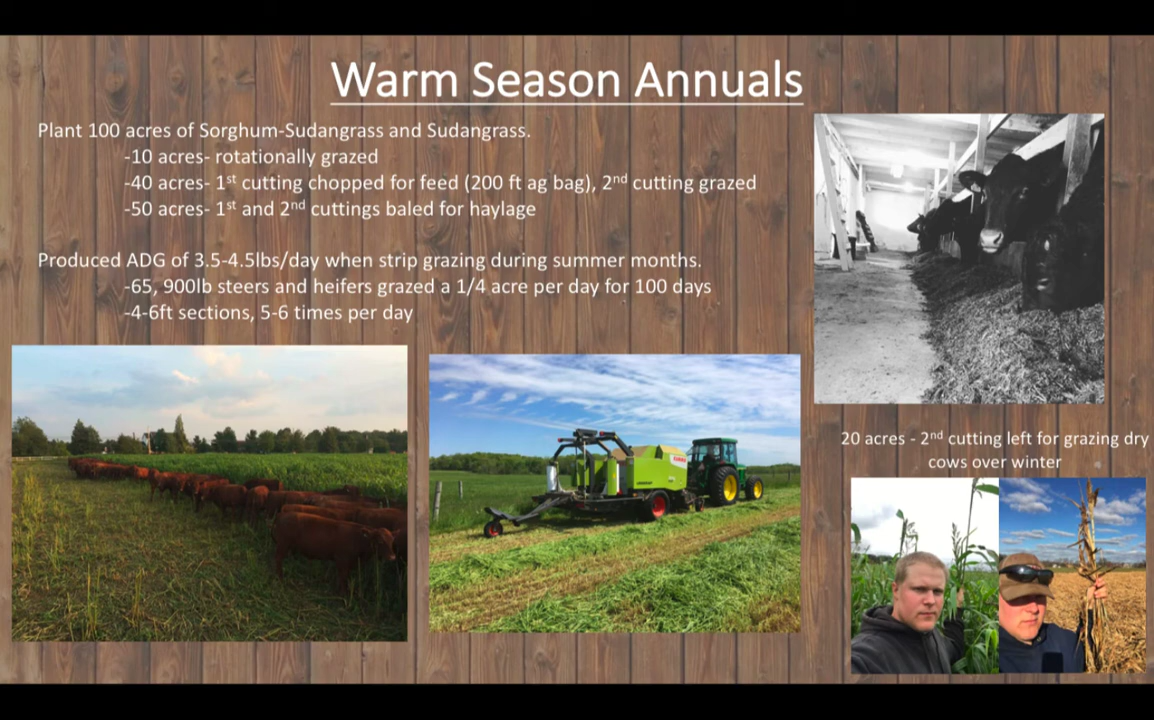 Warm Season Annuals
Plant 100 acres of Sorghum-Sudangrass and Sudangrass.
-10 acres- rotationally grazed
-40 acres- 1st cutting chopped for feed (200 ft ag bag), 2nd cutting grazed
-50 acres- 1st and 2nd cuttings baled for haylage
Produced ADG of 3.5-4.5lbs/day when strip grazing during summer months.
-65, 900lb steers and heifers grazed a 1/4 acre per day for 100 days
-4-6ft sections, 5-6 times per day
20 acres - 2nd cutting left for grazing dry
cows over winter